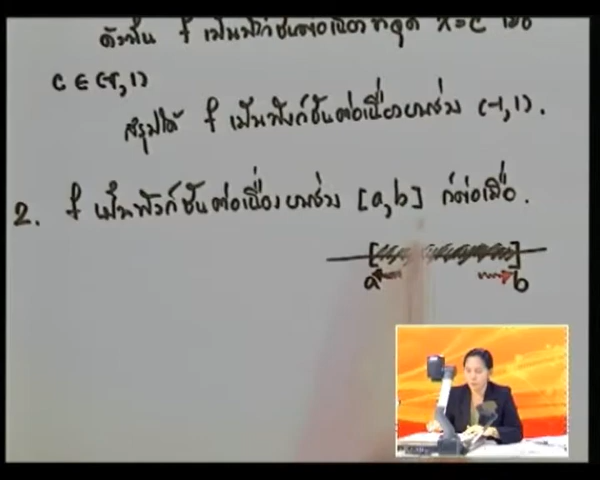 ดังนั้น f เป็นฟังก์ชันต่อเนื่องที่จุด x = c เมื่อ
c ∈ (-1, 1)
สรุปได้ f เป็นฟังก์ชันต่อเนื่องบนช่วง (-1, 1).
2. f เป็นฟังก์ชันต่อเนื่องบนช่วง [a, b] ก็ต่อเมื่อ.
[ ]
a b